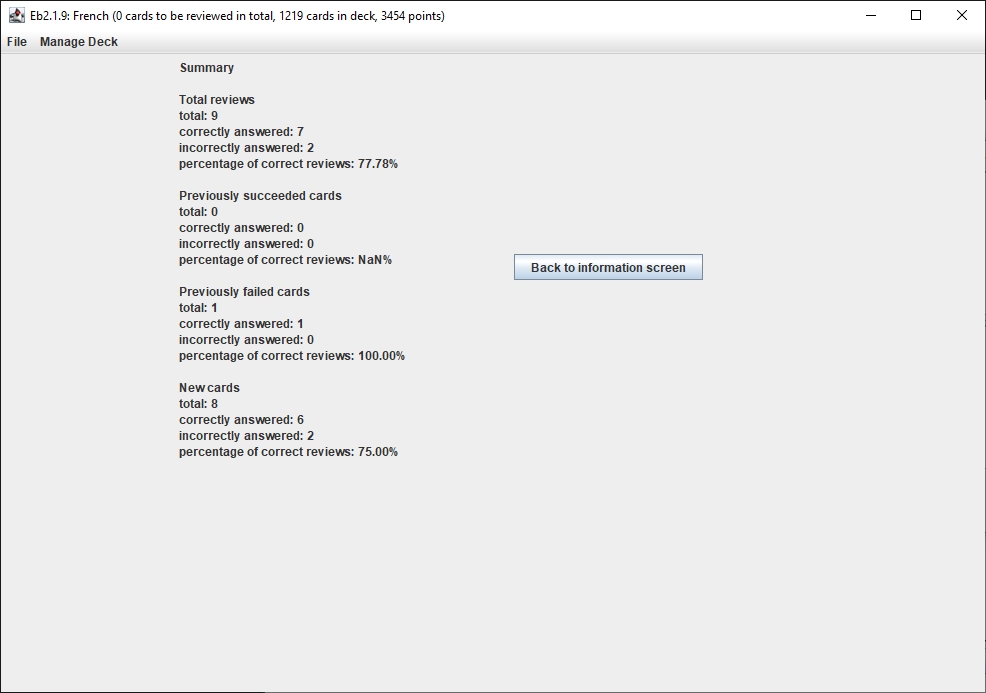 Eb2.1.9: French (0 cards to be reviewed in total, 1219 cards in deck, 3454 points)
File Manage Deck
Summary
Total reviews
total: 9
correctly answered: 7
incorrectly answered: 2
percentage of correct reviews: 77.78%
Previously succeeded cards
total: 0
correctly answered: 0
incorrectly answered: 0
percentage of correct reviews: NaN%
Back to information screen
Previously failed cards
total: 1
correctly answered: 1
incorrectly answered: 0
percentage of correct reviews: 100.00%
New cards
total: 8
correctly answered: 6
incorrectly answered: 2
percentage of correct reviews: 75.00%